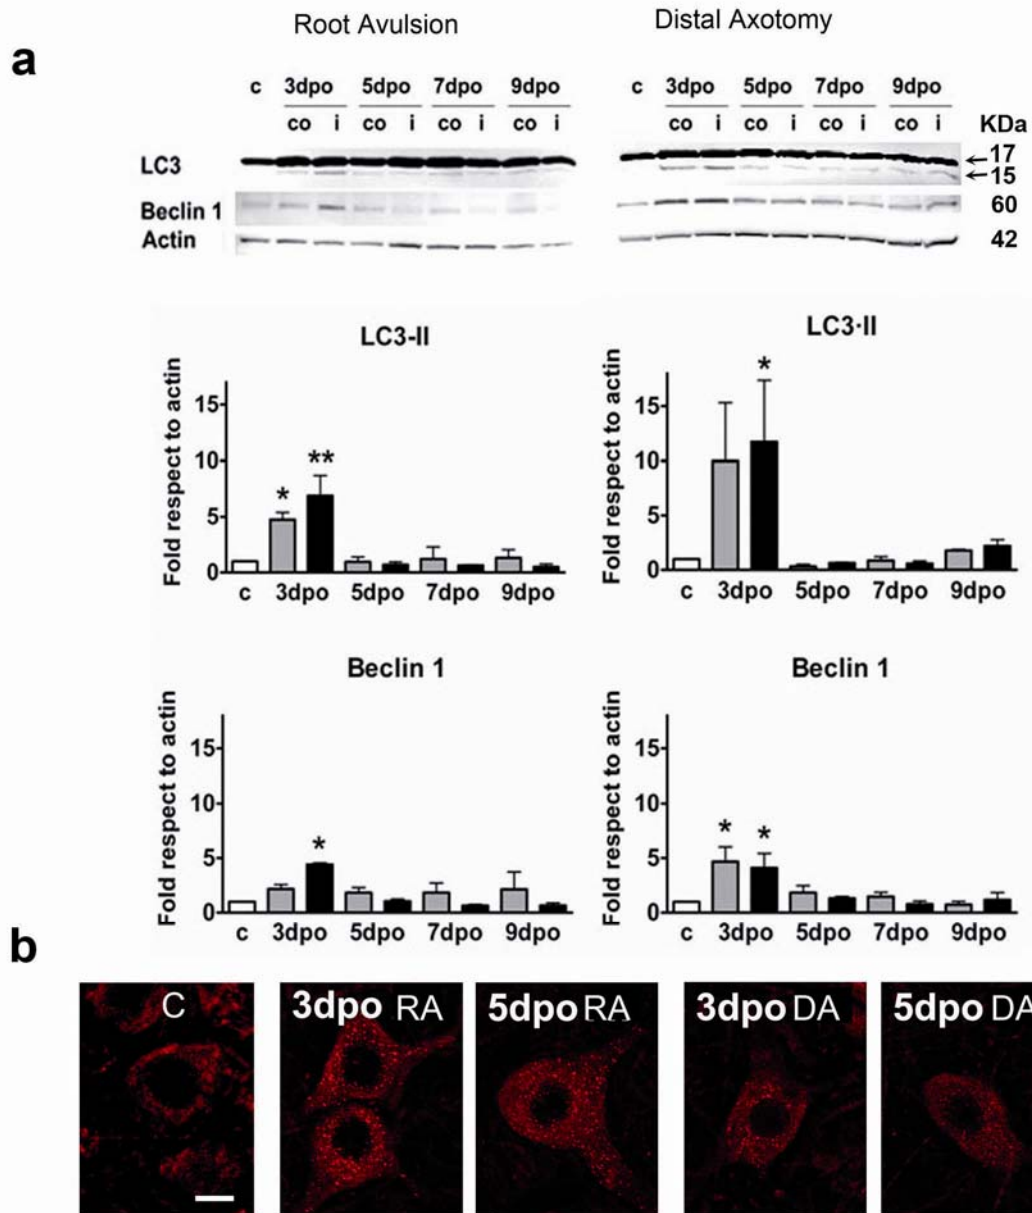 Root Avulsion Distal Axotomy
a
c 3dpo 5dpo 7dpo 9dpo c 3dpo 5dpo 7dpo 9dpo
co i co i co i co i co i co i co i co i KDa
LC3 ←17
←15
Beclin 1 60
Actin 42
LC3-II LC3·II
Fold respect to actin Fold respect to actin
15 15
10 ** 10 *
5 * 5
0 0
c 3dpo 5dpo 7dpo 9dpo c 3dpo 5dpo 7dpo 9dpo
Beclin 1 Beclin 1
Fold respect to actin Fold respect to actin
15 15
10 10
5 * 5 * *
0 0
c 3dpo 5dpo 7dpo 9dpo c 3dpo 5dpo 7dpo 9dpo
b
C 3dpo RA 5dpo RA 3dpo DA 5dpo DA